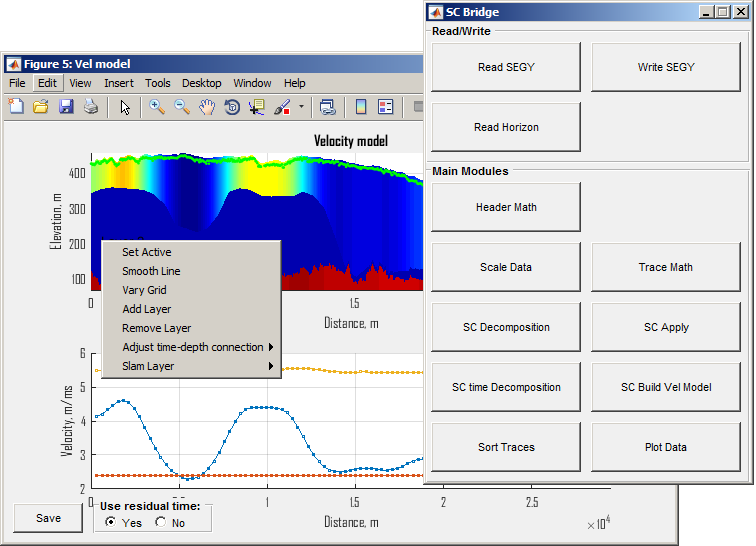 SC Bridge
Read/Write
Read SEGY
Write SEGY
Read Horizon
Main Modules
Header Math
Scale Data
Trace Math
SC Decomposition
SC Apply
SC time Decomposition
SC Build Vel Model
Sort Traces
Plot Data
Figure 5: Vel model
File Edit View Insert Tools Desktop Window Help
Velocity model
Elevation, m
400
300
200
100
0
1.5
Distance, m
Set Active
Smooth Line
Vary Grid
Add Layer
Remove Layer
Adjust time-depth connection
Slam Layer
Velocity, m/ms
6
5
4
3
2
0 0.5 1 1.5 2 2.5
Distance, m
×10^4
Save
Use residual time:
Yes No